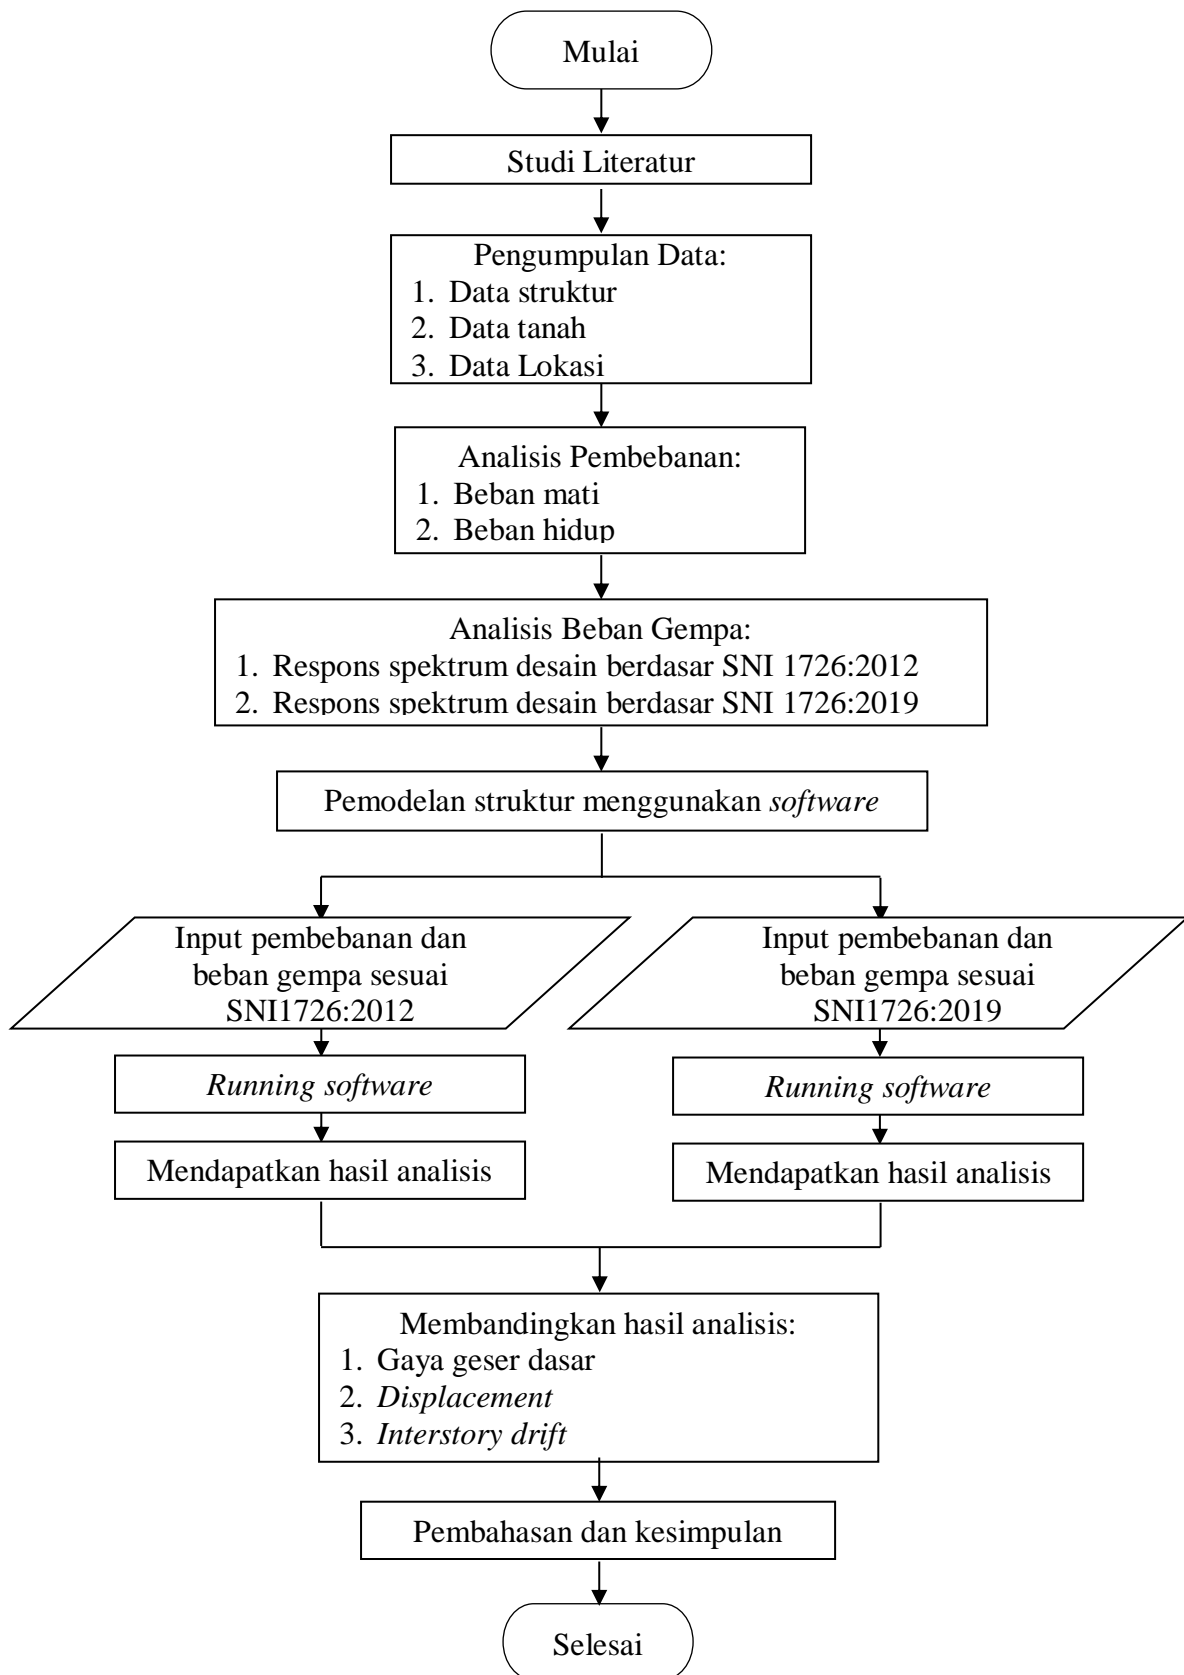 Mulai
Studi Literatur
Pengumpulan Data:
1. Data struktur
2. Data tanah
3. Data Lokasi
Analisis Pembebanan:
1. Beban mati
2. Beban hidup
Analisis Beban Gempa:
1. Respons spektrum desain berdasar SNI 1726:2012
2. Respons spektrum desain berdasar SNI 1726:2019
Pemodelan struktur menggunakan software
Input pembebanan dan
beban gempa sesuai
SNI1726:2012
Running software
Mendapatkan hasil analisis
Input pembebanan dan
beban gempa sesuai
SNI1726:2019
Running software
Mendapatkan hasil analisis
Membandingkan hasil analisis:
1. Gaya geser dasar
2. Displacement
3. Interstory drift
Pembahasan dan kesimpulan
Selesai